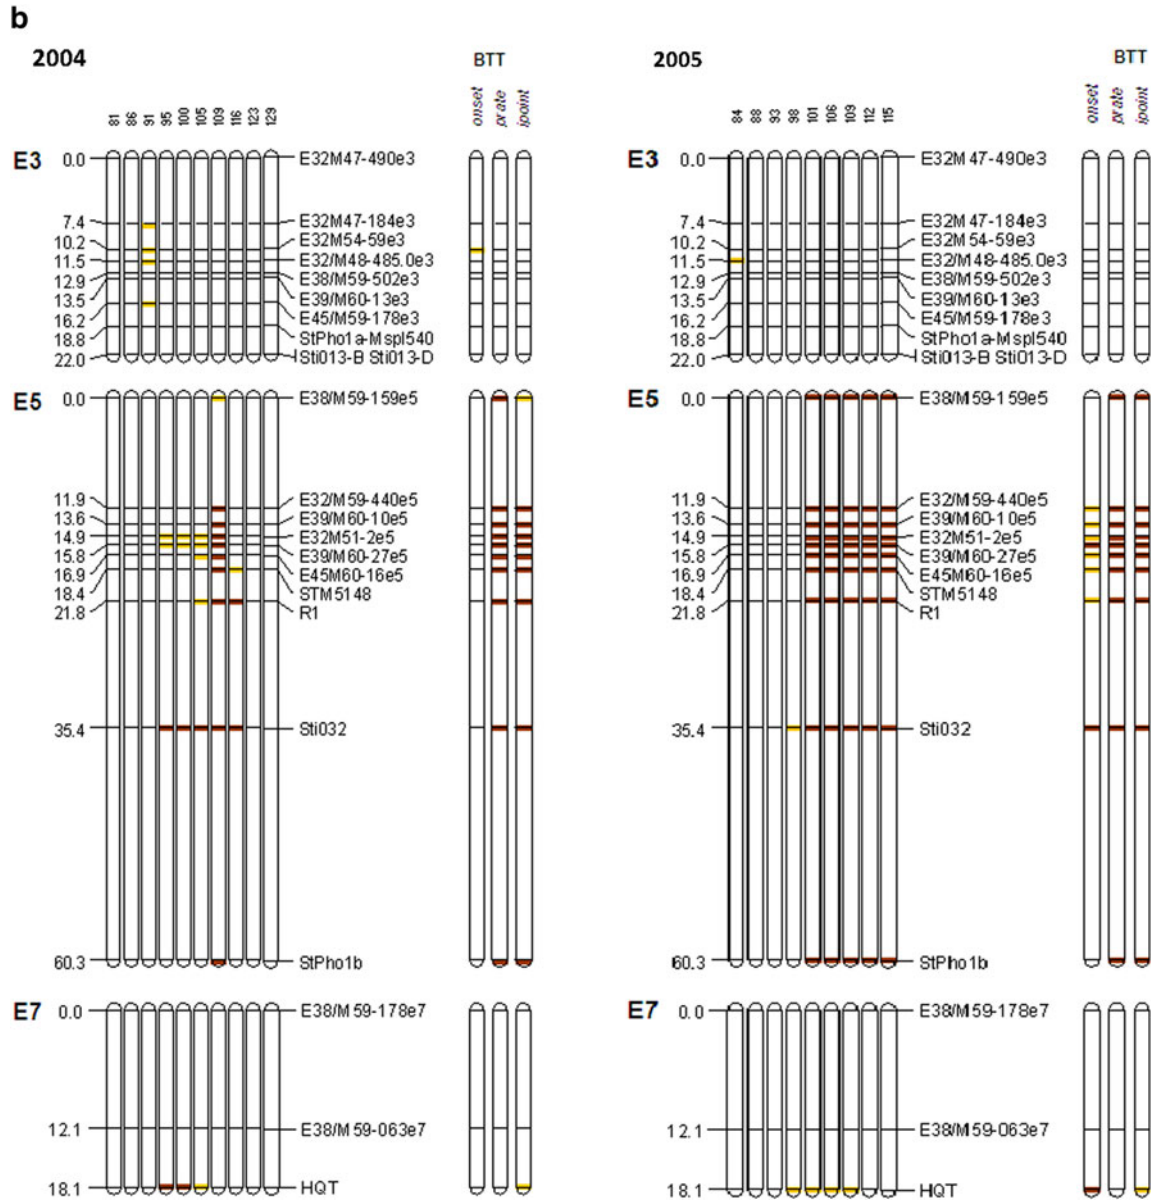 b
2004 BTT 2005 BTT
81 86 91 95 100 105 109 116 123 129 onset prate ipoint 84 88 93 98 101 106 109 112 115 onset prate ipoint
E3 0.0 E32M47-490e3 E3 0.0 E32M47-490e3
7.4 E32M47-184e3 7.4 E32M47-184e3
10.2 E32M54-59e3 10.2 E32M54-59e3
11.5 E32/M48-485.0e3 11.5 E32/M48-485.0e3
12.9 E38/M59-502e3 12.9 E38/M59-502e3
13.5 E39/M60-13e3 13.5 E39/M60-13e3
16.2 E45/M59-178e3 16.2 E45/M59-178e3
18.8 StPho1a-MspI540 18.8 StPho1a-MspI540
22.0 Sti013-B Sti013-D 22.0 Sti013-B Sti013-D
E5 0.0 E38/M59-159e5 E5 0.0 E38/M59-159e5
11.9 E32/M59-440e5 11.9 E32/M59-440e5
13.6 E39/M60-10e5 13.6 E39/M60-10e5
14.9 E32M51-2e5 14.9 E32M51-2e5
15.8 E39/M60-27e5 15.8 E39/M60-27e5
16.9 E45M60-16e5 16.9 E45M60-16e5
18.4 STM5148 18.4 STM5148
21.8 R1 21.8 R1
35.4 Sti032 35.4 Sti032
60.3 StPho1b 60.3 StPho1b
E7 0.0 E38/M59-178e7 E7 0.0 E38/M59-178e7
12.1 E38/M59-063e7 12.1 E38/M59-063e7
18.1 HQT 18.1 HQT